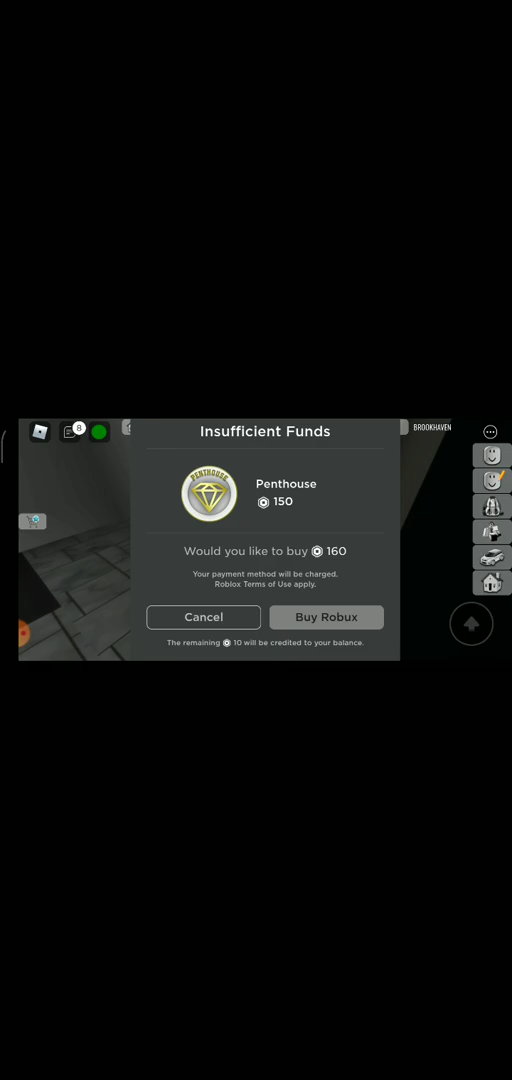 8
BROOKHAVEN
Insufficient Funds
PENTHOUSE
Penthouse
150
Would you like to buy 160
Your payment method will be charged.
Roblox Terms of Use apply.
Cancel
Buy Robux
The remaining 10 will be credited to your balance.